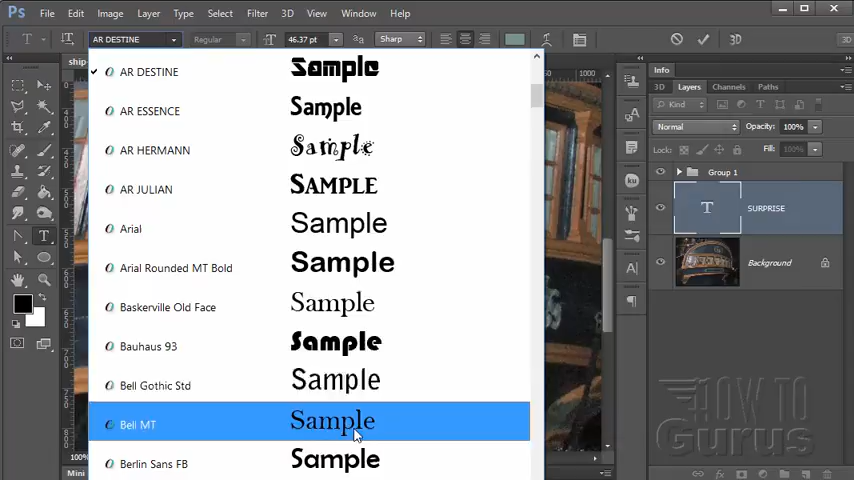 Ps File Edit Image Layer Type Select Filter 3D View Window Help
T AR DESTINE Regular 46.37 pt aa Sharp 3D
ship
1000
AR DESTINE Sample
AR ESSENCE Sample
AR HERMANN Sample
AR JULIAN SAMPLE
Arial Sample
Arial Rounded MT Bold Sample
Baskerville Old Face Sample
Bauhaus 93 Sample
Bell Gothic Std Sample
Bell MT Sample
Berlin Sans FB Sample
100%
Mini
Info
3D Layers Channels Paths
Kind
Normal Opacity: 100%
Lock: Fill: 100%
Group 1
T SURPRISE
Background
HOW TO
Gurus